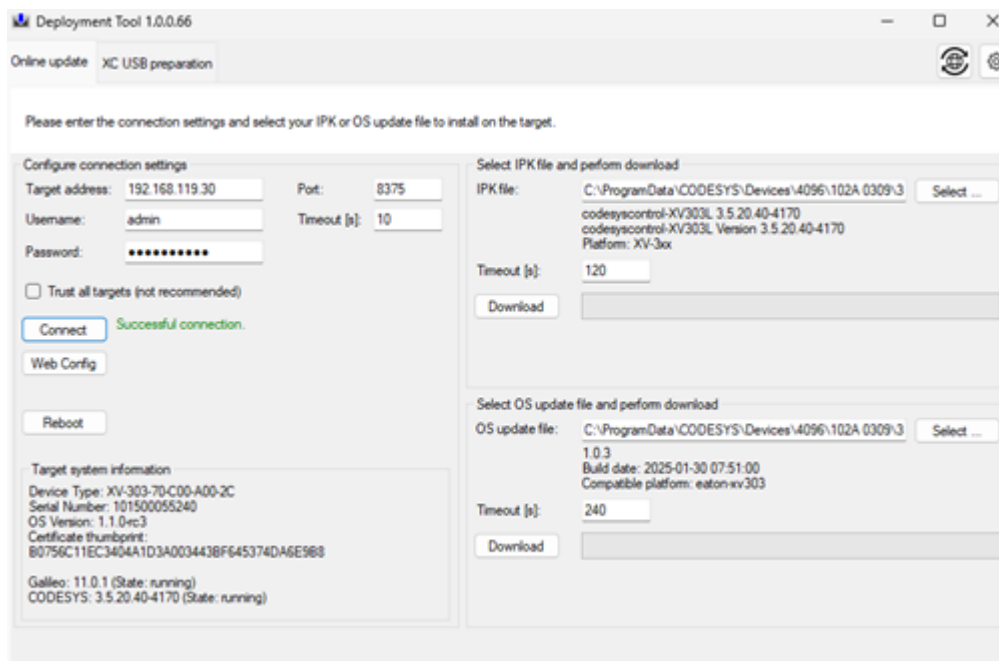 Deployment Tool 1.0.0.66
Online update
XC USB preparation
Please enter the connection settings and select your IPK or OS update file to install on the target.
Configure connection settings
Target address: 192.168.119.30 Port: 8375
Username: admin Timeout [s]: 10
Password: ••••••••••
Trust all targets (not recommended)
Connect Successful connection.
Web Config
Reboot
Target system information
Device Type: XV-303-70-C00-A00-2C
Serial Number: 101500055240
OS Version: 1.1.0-rc3
Certificate thumbprint:
B0756C11EC3404A1D3A003443BF645374DA6E9B8
Galileo: 11.0.1 (State: running)
CODESYS: 3.5.20.40-4170 (State: running)
Select IPK file and perform download
IPK file: C:\ProgramData\CODESYS\Devices\4096\102A 0309\3 Select ...
codesyscontrol-XV303L 3.5.20.40-4170
codesyscontrol-XV303L Version 3.5.20.40-4170
Platform: XV-3xx
Timeout [s]: 120
Download
Select OS update file and perform download
OS update file: C:\ProgramData\CODESYS\Devices\4096\102A 0309\3 Select ...
1.0.3
Build date: 2025-01-30 07:51:00
Compatible platform: eaton-xv303
Timeout [s]: 240
Download